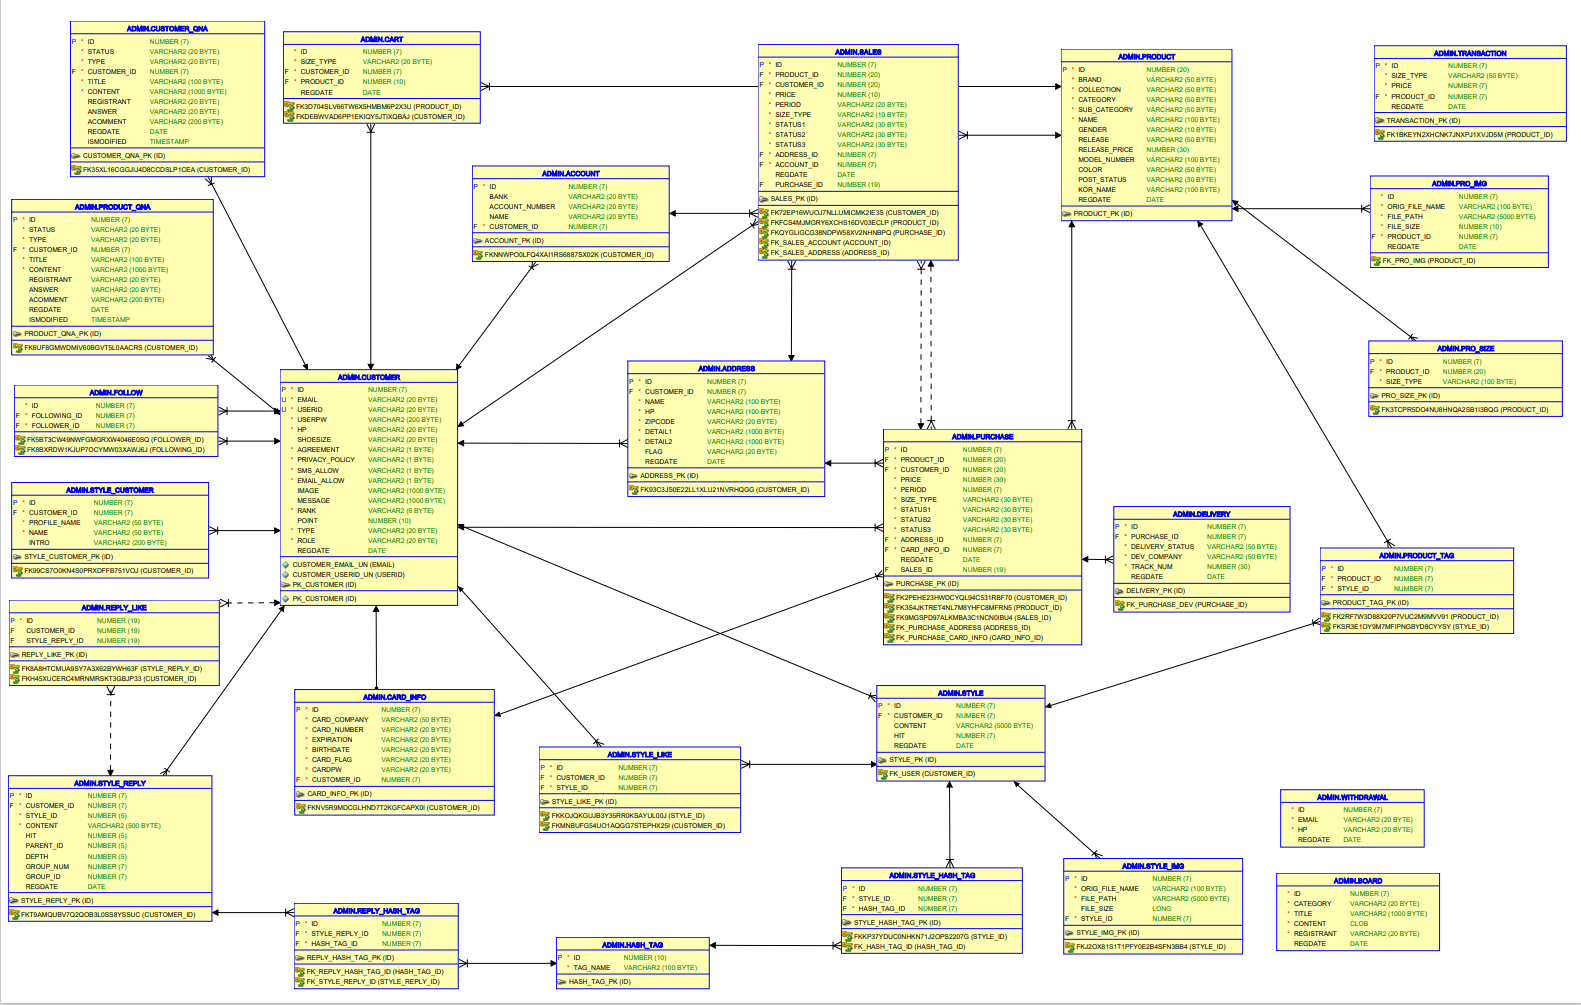 ADMIN.CUSTOMER_QNA
P * ID NUMBER (7)
* STATUS VARCHAR2 (20 BYTE)
* TYPE VARCHAR2 (20 BYTE)
F * CUSTOMER_ID NUMBER (7)
* TITLE VARCHAR2 (100 BYTE)
* CONTENT VARCHAR2 (1000 BYTE)
REGISTRANT VARCHAR2 (20 BYTE)
ANSWER VARCHAR2 (20 BYTE)
ACOMMENT VARCHAR2 (200 BYTE)
REGDATE DATE
ISMODIFIED TIMESTAMP
CUSTOMER_QNA_PK (ID)
FK35XL16CGGJIJ4D8CCDSLP1CEA (CUSTOMER_ID)
ADMIN.CART
* ID NUMBER (7)
* SIZE_TYPE VARCHAR2 (20 BYTE)
F * CUSTOMER_ID NUMBER (7)
F * PRODUCT_ID NUMBER (10)
REGDATE DATE
FK3D704SLV66TW6X5HMBM6P2X3U (PRODUCT_ID)
FKDEBWVAD6PP1EKIQY5JTIXQBAJ (CUSTOMER_ID)
ADMIN.SALES
P * ID NUMBER (7)
F * PRODUCT_ID NUMBER (20)
F * CUSTOMER_ID NUMBER (20)
* PRICE NUMBER (10)
* PERIOD VARCHAR2 (20 BYTE)
* SIZE_TYPE VARCHAR2 (10 BYTE)
* STATUS1 VARCHAR2 (30 BYTE)
* STATUS2 VARCHAR2 (30 BYTE)
* STATUS3 VARCHAR2 (30 BYTE)
F * ADDRESS_ID NUMBER (7)
F * ACCOUNT_ID NUMBER (7)
REGDATE DATE
F PURCHASE_ID NUMBER (19)
SALES_PK (ID)
FK72EP16WUOJ7NLLUMICMK2IE3S (CUSTOMER_ID)
FKFCS4MJMGRY6XCHS16DV03ECLP (PRODUCT_ID)
FKQYGLIGCG38NDPW58XV2NHNBPQ (PURCHASE_ID)
FK_SALES_ACCOUNT (ACCOUNT_ID)
FK_SALES_ADDRESS (ADDRESS_ID)
ADMIN.PRODUCT
P * ID NUMBER (20)
* BRAND VARCHAR2 (50 BYTE)
* COLLECTION VARCHAR2 (50 BYTE)
* CATEGORY VARCHAR2 (50 BYTE)
* SUB_CATEGORY VARCHAR2 (50 BYTE)
* NAME VARCHAR2 (100 BYTE)
GENDER VARCHAR2 (10 BYTE)
RELEASE VARCHAR2 (50 BYTE)
RELEASE_PRICE NUMBER (30)
MODEL_NUMBER VARCHAR2 (100 BYTE)
COLOR VARCHAR2 (50 BYTE)
POST_STATUS VARCHAR2 (30 BYTE)
KOR_NAME VARCHAR2 (100 BYTE)
REGDATE DATE
PRODUCT_PK (ID)
ADMIN.TRANSACTION
* ID NUMBER (7)
* SIZE_TYPE VARCHAR2 (50 BYTE)
* PRICE NUMBER (7)
F * PRODUCT_ID NUMBER (7)
REGDATE DATE
TRANSACTION_PK (ID)
FK1BKEYN2XHCNK7JNXPJ1XVJD5M (PRODUCT_ID)
ADMIN.ACCOUNT
P * ID NUMBER (7)
BANK VARCHAR2 (20 BYTE)
ACCOUNT_NUMBER VARCHAR2 (20 BYTE)
NAME VARCHAR2 (20 BYTE)
F * CUSTOMER_ID NUMBER (7)
ACCOUNT_PK (ID)
FKNNWPO0LFQ4XAI1RS6887SX02K (CUSTOMER_ID)
ADMIN.PRO_IMG
* ID NUMBER (7)
* ORIG_FILE_NAME VARCHAR2 (100 BYTE)
* FILE_PATH VARCHAR2 (5000 BYTE)
* FILE_SIZE NUMBER (10)
F * PRODUCT_ID NUMBER (7)
REGDATE DATE
FK_PRO_IMG (PRODUCT_ID)
ADMIN.PRODUCT_QNA
P * ID NUMBER (7)
* STATUS VARCHAR2 (20 BYTE)
* TYPE VARCHAR2 (20 BYTE)
F * CUSTOMER_ID NUMBER (7)
* TITLE VARCHAR2 (100 BYTE)
* CONTENT VARCHAR2 (1000 BYTE)
REGISTRANT VARCHAR2 (20 BYTE)
ANSWER VARCHAR2 (20 BYTE)
ACOMMENT VARCHAR2 (200 BYTE)
REGDATE DATE
ISMODIFIED TIMESTAMP
PRODUCT_QNA_PK (ID)
FK6UF8GMWDMIV60BGVT5L0AACRS (CUSTOMER_ID)
ADMIN.PRO_SIZE
P * ID NUMBER (7)
F * PRODUCT_ID NUMBER (20)
* SIZE_TYPE VARCHAR2 (100 BYTE)
PRO_SIZE_PK (ID)
FK3TCPRSDO4NU8HNQA2SB1I3BQG (PRODUCT_ID)
ADMIN.FOLLOW
* ID NUMBER (7)
F * FOLLOWING_ID NUMBER (7)
F * FOLLOWER_ID NUMBER (7)
FK5BT3CW49NWFGMGRXW4046E0SQ (FOLLOWER_ID)
FK8BXRDW1KJUP7OCYMW03XAWJ6J (FOLLOWING_ID)
ADMIN.CUSTOMER
P * ID NUMBER (7)
U * EMAIL VARCHAR2 (20 BYTE)
U * USERID VARCHAR2 (20 BYTE)
* USERPW VARCHAR2 (200 BYTE)
* HP VARCHAR2 (20 BYTE)
SHOESIZE VARCHAR2 (20 BYTE)
* AGREEMENT VARCHAR2 (1 BYTE)
* PRIVACY_POLICY VARCHAR2 (1 BYTE)
* SMS_ALLOW VARCHAR2 (1 BYTE)
* EMAIL_ALLOW VARCHAR2 (1 BYTE)
IMAGE VARCHAR2 (1000 BYTE)
MESSAGE VARCHAR2 (1000 BYTE)
* RANK VARCHAR2 (8 BYTE)
POINT NUMBER (10)
* TYPE VARCHAR2 (20 BYTE)
* ROLE VARCHAR2 (20 BYTE)
REGDATE DATE
CUSTOMER_EMAIL_UN (EMAIL)
CUSTOMER_USERID_UN (USERID)
PK_CUSTOMER (ID)
PK_CUSTOMER (ID)
ADMIN.ADDRESS
P * ID NUMBER (7)
F * CUSTOMER_ID NUMBER (7)
* NAME VARCHAR2 (100 BYTE)
* HP VARCHAR2 (100 BYTE)
* ZIPCODE VARCHAR2 (20 BYTE)
* DETAIL1 VARCHAR2 (1000 BYTE)
* DETAIL2 VARCHAR2 (1000 BYTE)
FLAG VARCHAR2 (20 BYTE)
REGDATE DATE
ADDRESS_PK (ID)
FK93C3JS0E22LL1XLU21NVRHQGG (CUSTOMER_ID)
ADMIN.PURCHASE
P * ID NUMBER (7)
F * PRODUCT_ID NUMBER (20)
F * CUSTOMER_ID NUMBER (20)
* PRICE NUMBER (30)
* PERIOD NUMBER (7)
* SIZE_TYPE VARCHAR2 (30 BYTE)
* STATUS1 VARCHAR2 (30 BYTE)
* STATUS2 VARCHAR2 (30 BYTE)
* STATUS3 VARCHAR2 (30 BYTE)
F * ADDRESS_ID NUMBER (7)
F * CARD_INFO_ID NUMBER (7)
REGDATE DATE
F SALES_ID NUMBER (19)
PURCHASE_PK (ID)
FK2PEHE23HWDCYQL94C531RBF70 (CUSTOMER_ID)
FK3S4JKTRET4NL7M8YHFC8MFRNS (PRODUCT_ID)
FK9MGSPD97ALKMBA3C1NCN0IBU4 (SALES_ID)
FK_PURCHASE_ADDRESS (ADDRESS_ID)
FK_PURCHASE_CARD_INFO (CARD_INFO_ID)
ADMIN.STYLE_CUSTOMER
P * ID NUMBER (7)
F * CUSTOMER_ID NUMBER (7)
* PROFILE_NAME VARCHAR2 (50 BYTE)
* NAME VARCHAR2 (50 BYTE)
INTRO VARCHAR2 (200 BYTE)
STYLE_CUSTOMER_PK (ID)
FK99CS7O0KN4S0PRXDFFB751VOJ (CUSTOMER_ID)
ADMIN.DELIVERY
P * ID NUMBER (7)
F * PURCHASE_ID NUMBER (7)
* DELIVERY_STATUS VARCHAR2 (50 BYTE)
* DEV_COMPANY VARCHAR2 (50 BYTE)
* TRACK_NUM NUMBER (30)
REGDATE DATE
DELIVERY_PK (ID)
FK_PURCHASE_DEV (PURCHASE_ID)
ADMIN.PRODUCT_TAG
P * ID NUMBER (7)
F * PRODUCT_ID NUMBER (7)
F * STYLE_ID NUMBER (7)
PRODUCT_TAG_PK (ID)
FK2RF7W3D88X20P7VUC2M9MVV91 (PRODUCT_ID)
FKSR3E1OY9M7MFIPNGBYD8CYYSY (STYLE_ID)
ADMIN.REPLY_LIKE
P * ID NUMBER (19)
F CUSTOMER_ID NUMBER (19)
F STYLE_REPLY_ID NUMBER (19)
REPLY_LIKE_PK (ID)
FK8A8HTCMUA9SY7A3X62BYWH63F (STYLE_REPLY_ID)
FKH45XUCERC4MRNMRSKT3GBJP33 (CUSTOMER_ID)
ADMIN.CARD_INFO
P * ID NUMBER (7)
* CARD_COMPANY VARCHAR2 (50 BYTE)
* CARD_NUMBER VARCHAR2 (20 BYTE)
* EXPIRATION VARCHAR2 (20 BYTE)
* BIRTHDATE VARCHAR2 (20 BYTE)
* CARD_FLAG VARCHAR2 (20 BYTE)
* CARDPW VARCHAR2 (20 BYTE)
F * CUSTOMER_ID NUMBER (7)
CARD_INFO_PK (ID)
FKNV5R9MDCGLHND7T2KGFCAPX0I (CUSTOMER_ID)
ADMIN.STYLE
P * ID NUMBER (7)
F * CUSTOMER_ID NUMBER (7)
CONTENT VARCHAR2 (5000 BYTE)
HIT NUMBER (7)
REGDATE DATE
STYLE_PK (ID)
FK_USER (CUSTOMER_ID)
ADMIN.STYLE_LIKE
P * ID NUMBER (7)
F * CUSTOMER_ID NUMBER (7)
F * STYLE_ID NUMBER (7)
STYLE_LIKE_PK (ID)
FKKOJQKGUJB3Y35RR0KSAYUL00J (STYLE_ID)
FKMNBUFG54UO1AQGG7STEPHX25I (CUSTOMER_ID)
ADMIN.STYLE_REPLY
P * ID NUMBER (7)
F * CUSTOMER_ID NUMBER (7)
* STYLE_ID NUMBER (5)
* CONTENT VARCHAR2 (500 BYTE)
HIT NUMBER (5)
PARENT_ID NUMBER (5)
DEPTH NUMBER (5)
GROUP_NUM NUMBER (7)
GROUP_ID NUMBER (7)
REGDATE DATE
STYLE_REPLY_PK (ID)
FKT9AMQUBV7Q2QOB3L0SS8YSSUC (CUSTOMER_ID)
ADMIN.WITHDRAWAL
* ID NUMBER (7)
* EMAIL VARCHAR2 (20 BYTE)
* HP VARCHAR2 (20 BYTE)
REGDATE DATE
ADMIN.STYLE_HASH_TAG
P * ID NUMBER (7)
F * STYLE_ID NUMBER (7)
F * HASH_TAG_ID NUMBER (7)
STYLE_HASH_TAG_PK (ID)
FKKP37YDUC0NHKN71J2OPS2207G (STYLE_ID)
FK_HASH_TAG_ID (HASH_TAG_ID)
ADMIN.STYLE_IMG
P * ID NUMBER (7)
* ORIG_FILE_NAME VARCHAR2 (100 BYTE)
* FILE_PATH VARCHAR2 (5000 BYTE)
FILE_SIZE LONG
F * STYLE_ID NUMBER (7)
STYLE_IMG_PK (ID)
FKJ2OX81S1T1PFY0E2B4SFN3BB4 (STYLE_ID)
ADMIN.BOARD
* ID NUMBER (7)
* CATEGORY VARCHAR2 (20 BYTE)
* TITLE VARCHAR2 (1000 BYTE)
* CONTENT CLOB
* REGISTRANT VARCHAR2 (20 BYTE)
REGDATE DATE
ADMIN.REPLY_HASH_TAG
P * ID NUMBER (7)
F * STYLE_REPLY_ID NUMBER (7)
F * HASH_TAG_ID NUMBER (7)
REPLY_HASH_TAG_PK (ID)
FK_REPLY_HASH_TAG_ID (HASH_TAG_ID)
FK_STYLE_REPLY_ID (STYLE_REPLY_ID)
ADMIN.HASH_TAG
P * ID NUMBER (10)
* TAG_NAME VARCHAR2 (100 BYTE)
HASH_TAG_PK (ID)